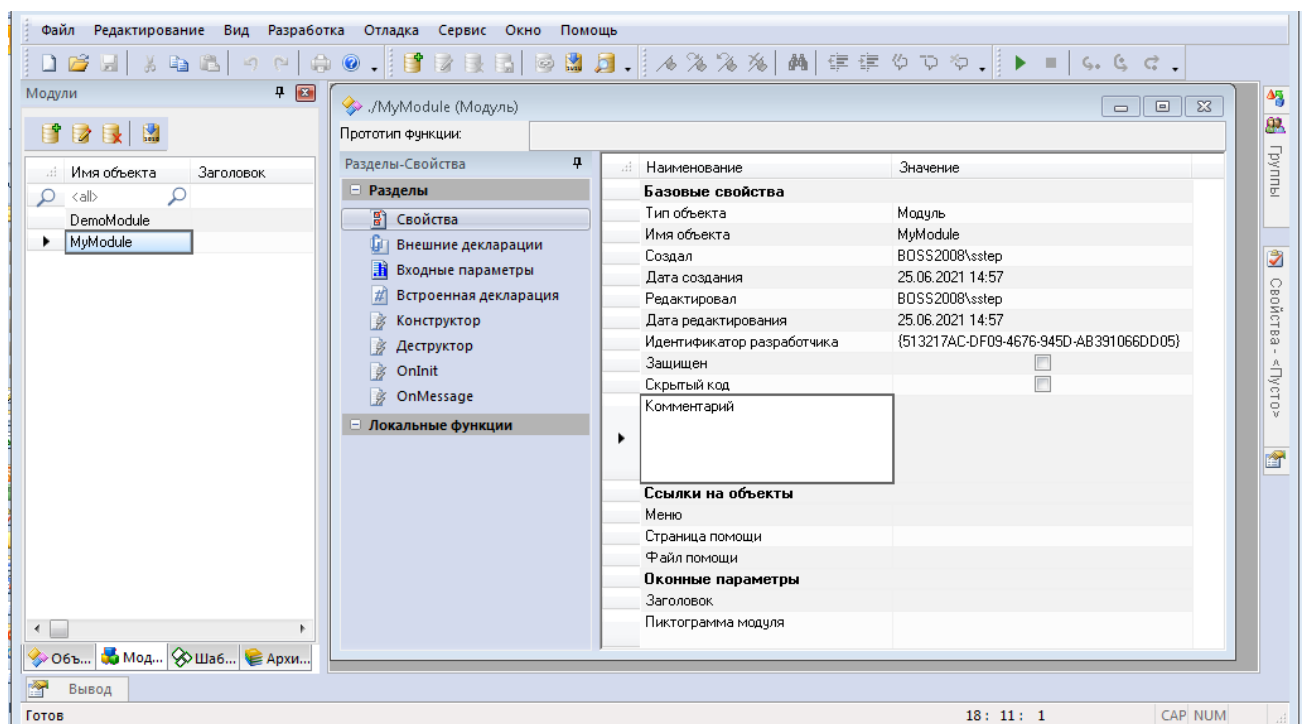 Файл Редактирование Вид Разработка Отладка Сервис Окно Помощь
Модули
Имя объекта Заголовок
<all>
DemoModule
MyModule
Объ... Мод... Шаб... Архи...
./MyModule (Модуль)
Прототип функции:
Разделы-Свойства
Разделы
Свойства
Внешние декларации
Входные параметры
Встроенная декларация
Конструктор
Деструктор
OnInit
OnMessage
Локальные функции
Наименование Значение
Базовые свойства
Тип объекта Модуль
Имя объекта MyModule
Создал BOSS2008\sstep
Дата создания 25.06.2021 14:57
Редактировал BOSS2008\sstep
Дата редактирования 25.06.2021 14:57
Идентификатор разработчика {513217AC-DF09-4676-945D-AB391066DD05}
Защищен
Скрытый код
Комментарий
Ссылки на объекты
Меню
Страница помощи
Файл помощи
Оконные параметры
Заголовок
Пиктограмма модуля
Группы
Свойства - «Пусто»
Вывод
Готов 18: 11: 1 CAP NUM